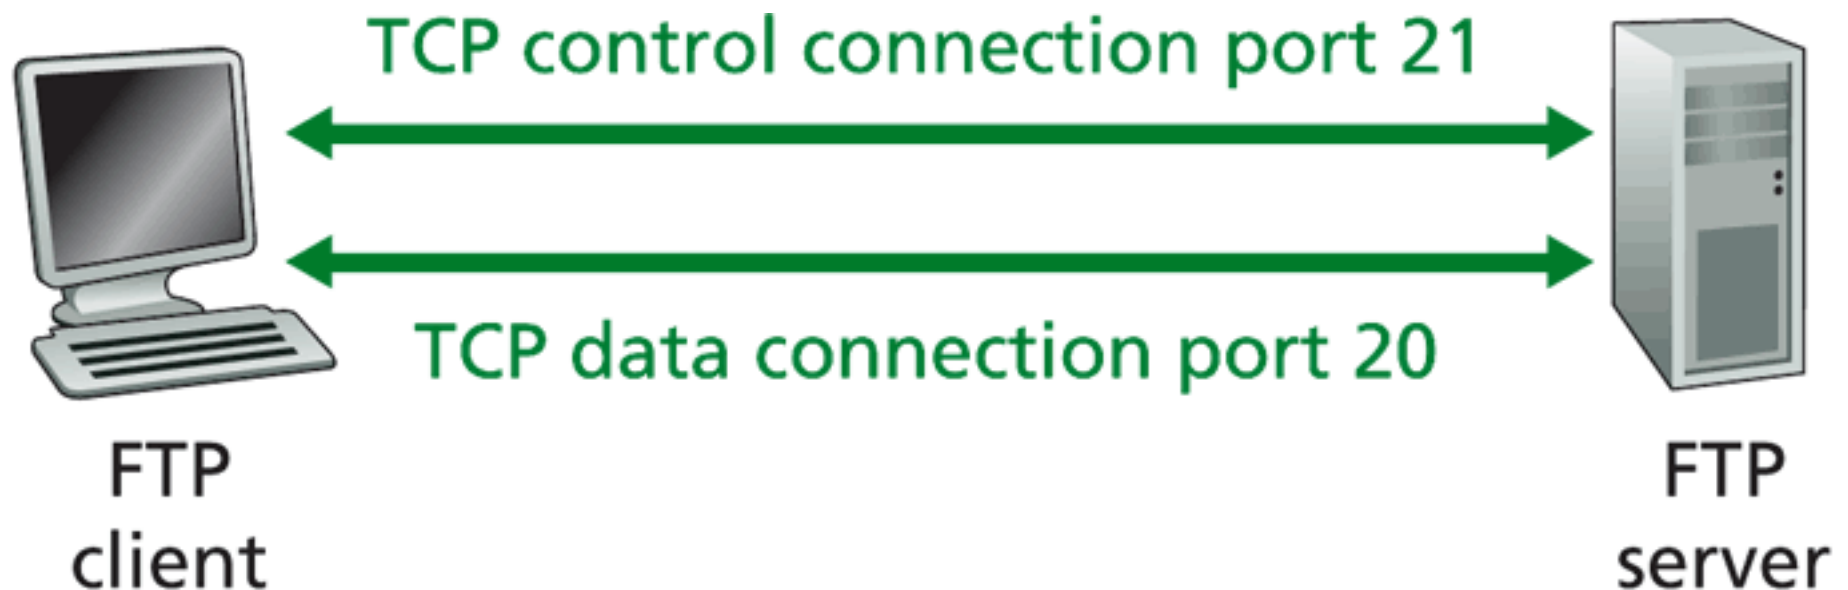 TCP control connection port 21
TCP data connection port 20
FTP
client
FTP
server